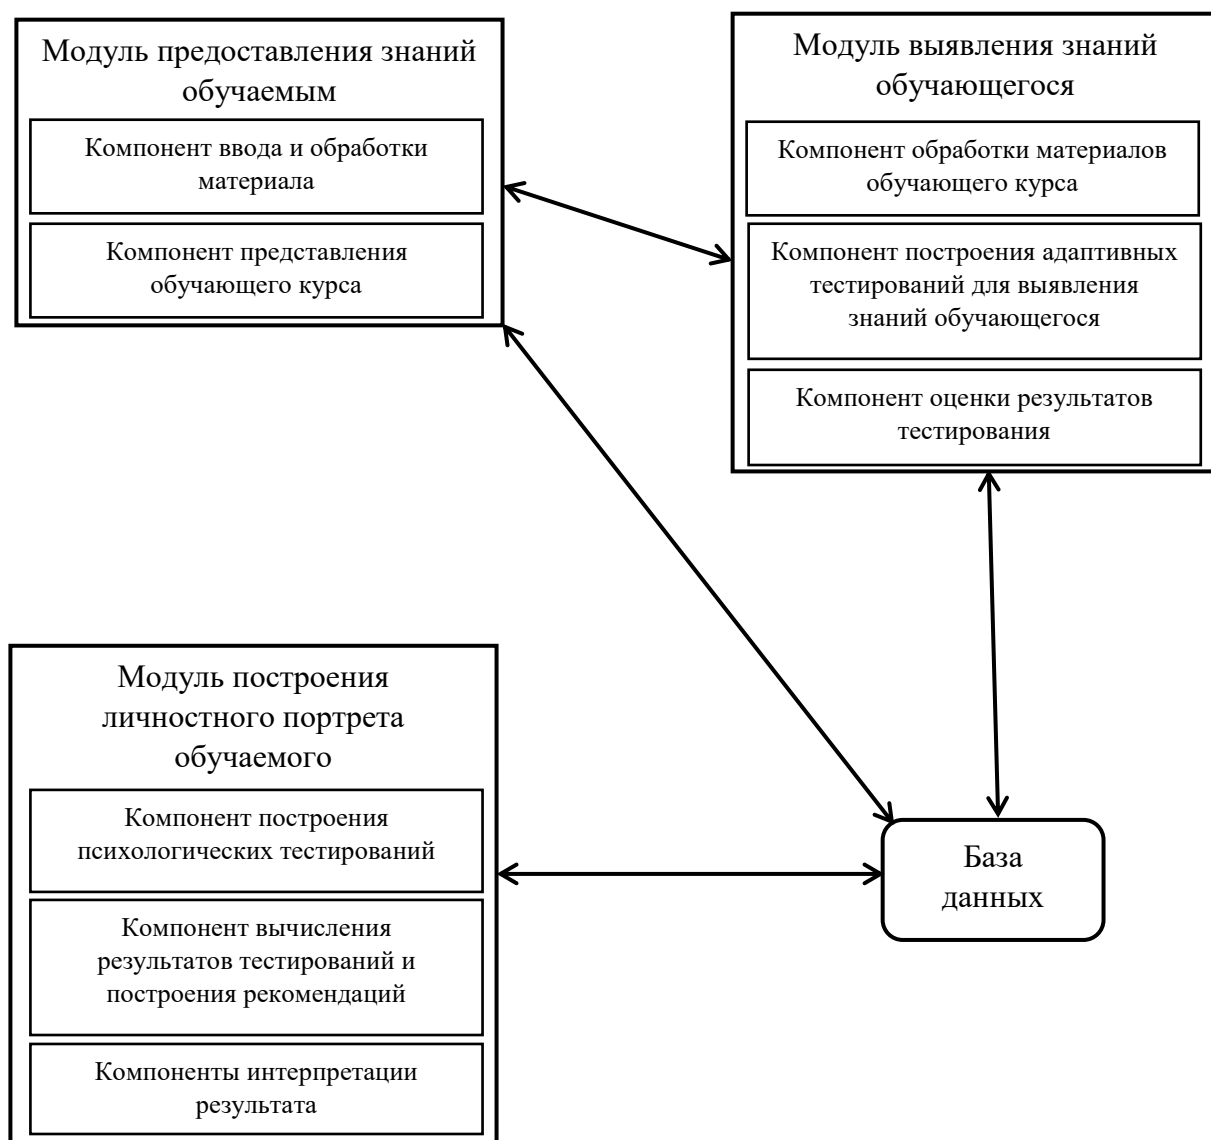 Модуль предоставления знаний
обучаемым
Компонент ввода и обработки
материала
Компонент представления
обучающего курса
Модуль выявления знаний
обучающегося
Компонент обработки материалов
обучающего курса
Компонент построения адаптивных
тестирований для выявления
знаний обучающегося
Компонент оценки результатов
тестирования
Модуль построения
личностного портрета
обучаемого
Компонент построения
психологических тестирований
Компонент вычисления
результатов тестирований и
построения рекомендаций
Компоненты интерпретации
результата
База
данных